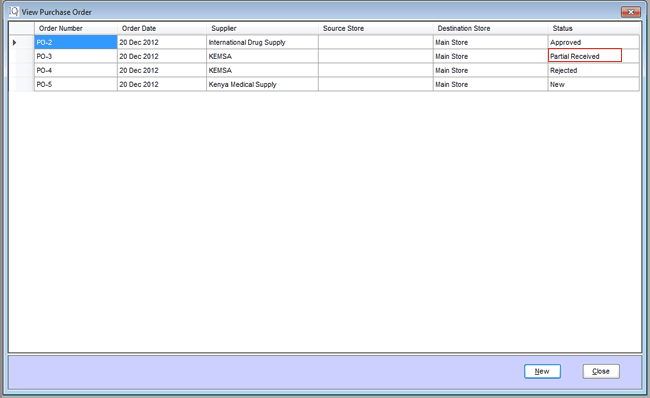 View Purchase Order
Order Number Order Date Supplier Source Store Destination Store Status
PO-2 20 Dec 2012 International Drug Supply Main Store Approved
PO-3 20 Dec 2012 KEMSA Main Store Partial Received
PO-4 20 Dec 2012 KEMSA Main Store Rejected
PO-5 20 Dec 2012 Kenya Medical Supply Main Store New
New Close